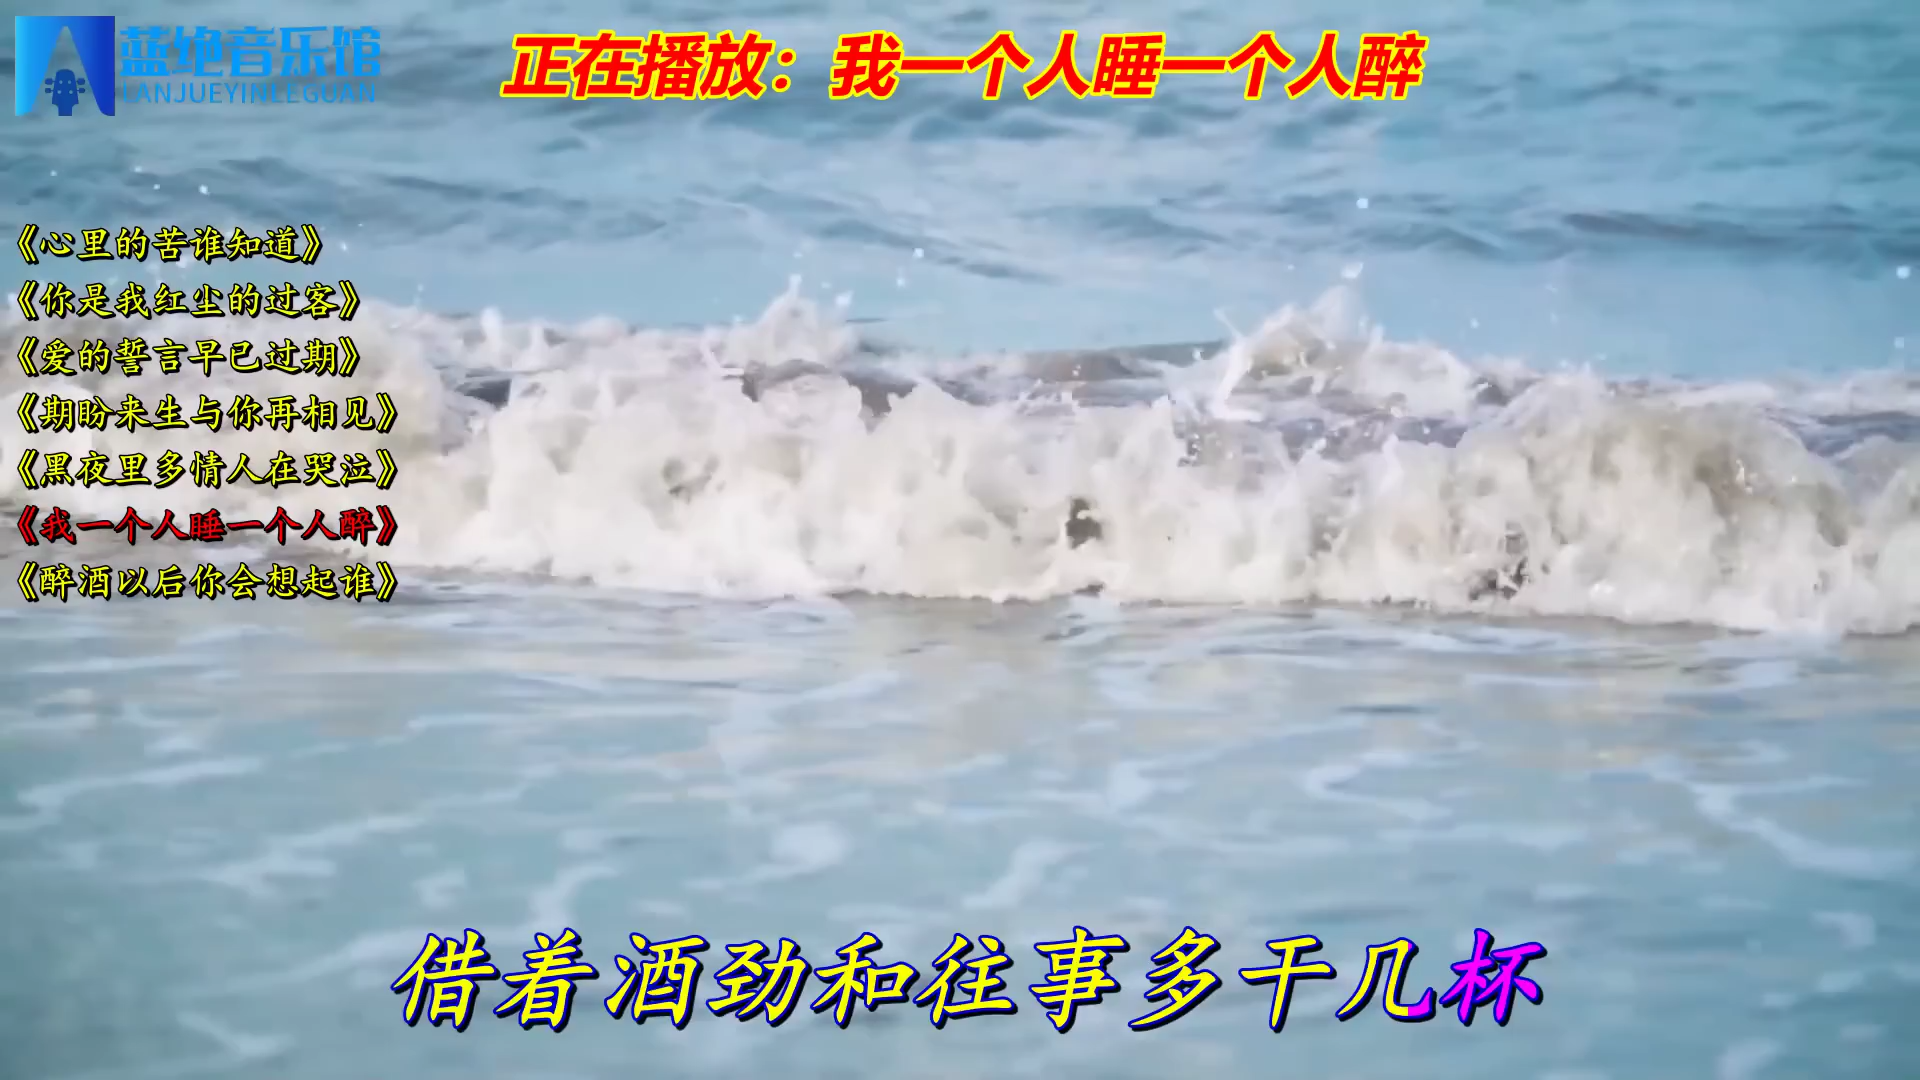 蓝绝音乐馆
LANJUEYINLEGUAN
正在播放：我一个人睡一个人醉
《心里的苦谁知道》
《你是我红尘的过客》
《爱的誓言早已过期》
《期盼来生与你再相见》
《黑夜里多情人在哭泣》
《我一个人睡一个人醉》
《醉酒以后你会想起谁》
借着酒劲和往事多干几杯